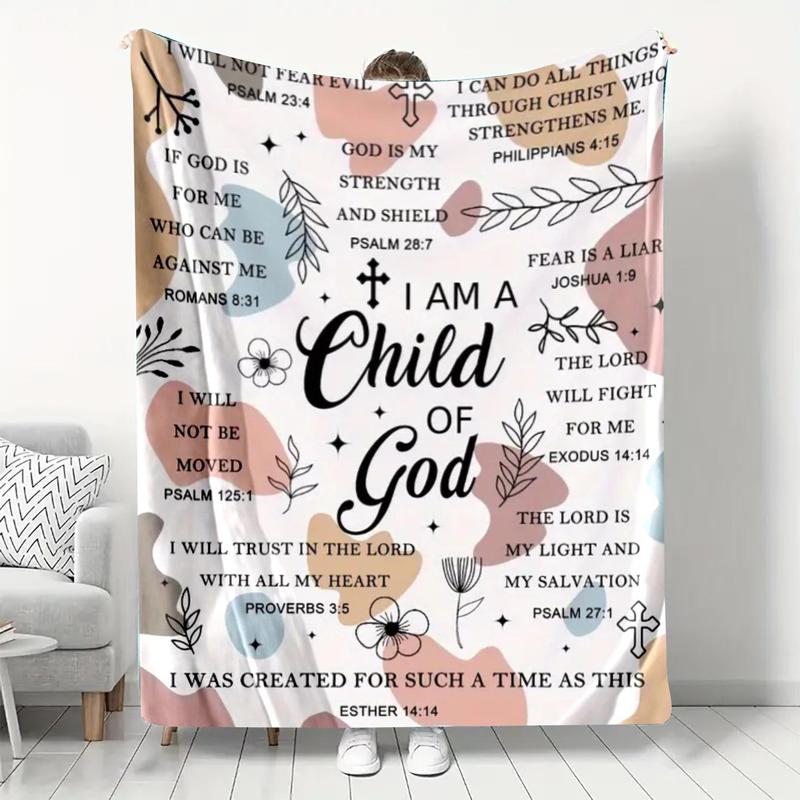 I WILL NOT FEAR EVIL
PSALM 23:4
I CAN DO ALL THINGS
THROUGH CHRIST WHO
STRENGTHENS ME.
PHILIPPIANS 4:15
IF GOD IS
FOR ME
WHO CAN BE
AGAINST ME
ROMANS 8:31
GOD IS MY
STRENGTH
AND SHIELD
PSALM 28:7
FEAR IS A LIAR
JOSHUA 1:9
I AM A
Child
OF
God
THE LORD
WILL FIGHT
FOR ME
EXODUS 14:14
I WILL
NOT BE
MOVED
PSALM 125:1
I WILL TRUST IN THE LORD
WITH ALL MY HEART
PROVERBS 3:5
THE LORD IS
MY LIGHT AND
MY SALVATION
PSALM 27:1
I WAS CREATED FOR SUCH A TIME AS THIS
ESTHER 14:14